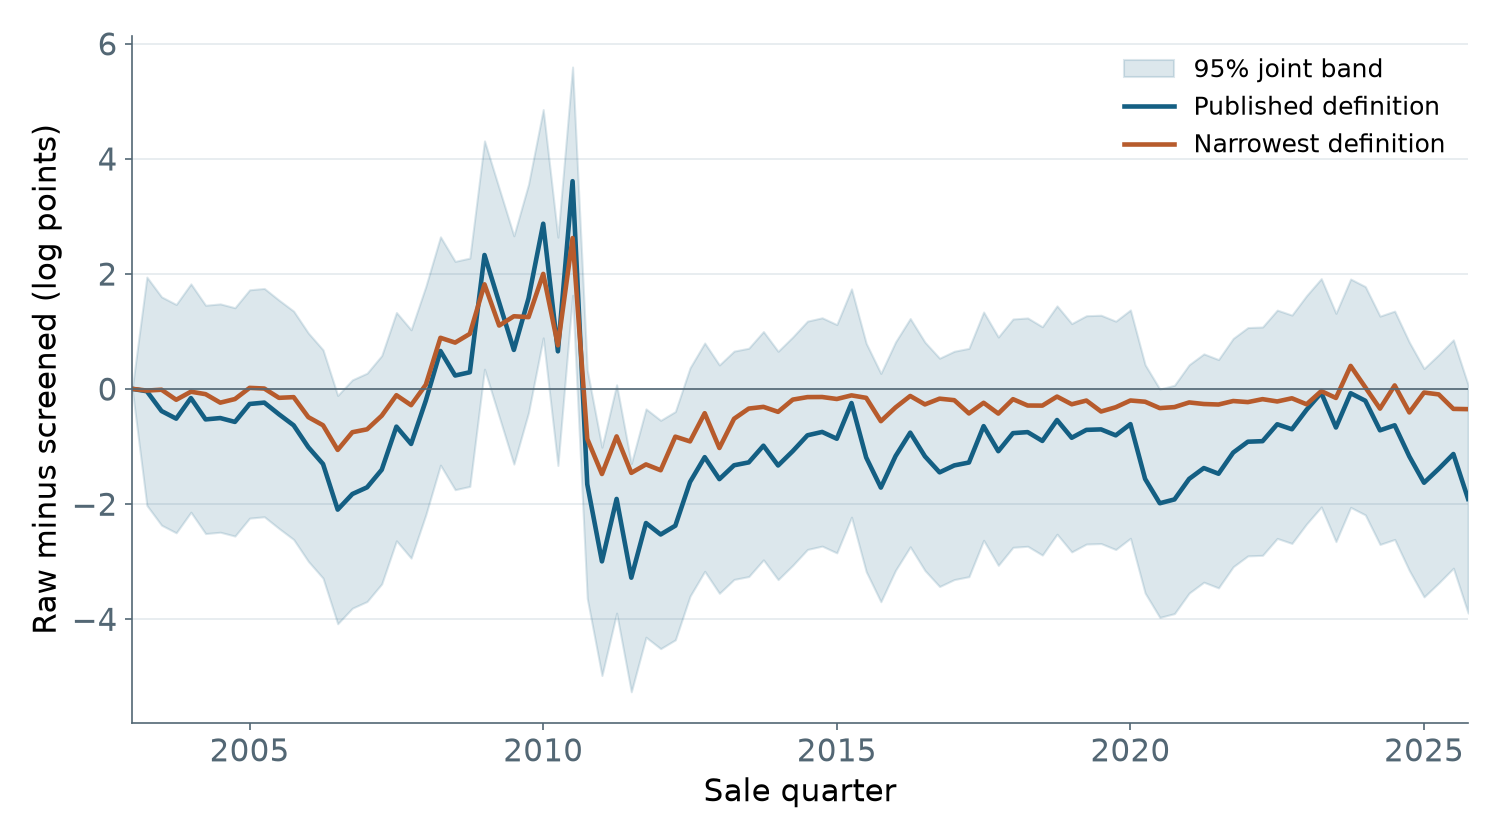 Raw minus screened (log points)
6
4
2
0
−2
−4
95% joint band
Published definition
Narrowest definition
2005 2010 2015 2020 2025
Sale quarter